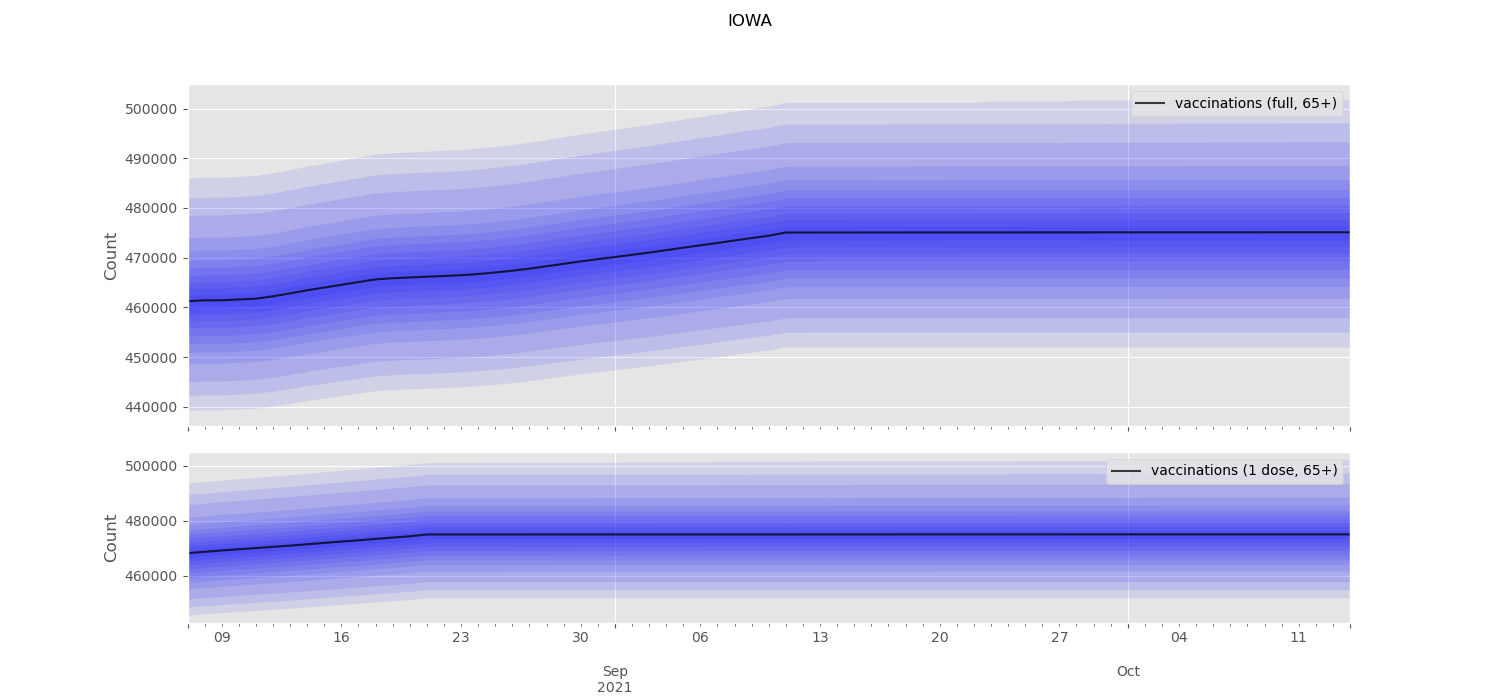 IOWA
vaccinations (full, 65+)
500000
490000
480000
470000
460000
450000
440000
Count
vaccinations (1 dose, 65+)
500000
480000
460000
Count
09 16 23 30 06 13 20 27 04 11
Sep Oct
2021